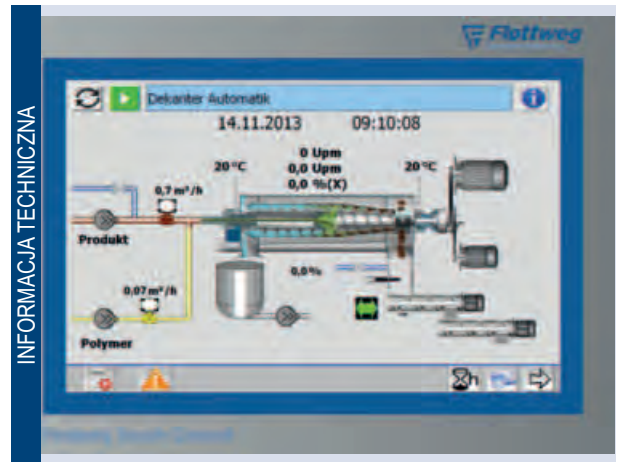 INFORMACJA TECHNICZNA
Flottweg
Dekanter Automatik
14.11.2013 09:10:08
0 Upm
20 °C 0,0 Upm 20 °C
0,0 %(X)
0,7 m³/h
Produkt
0,0%
0,07 m³/h
Polymer
h